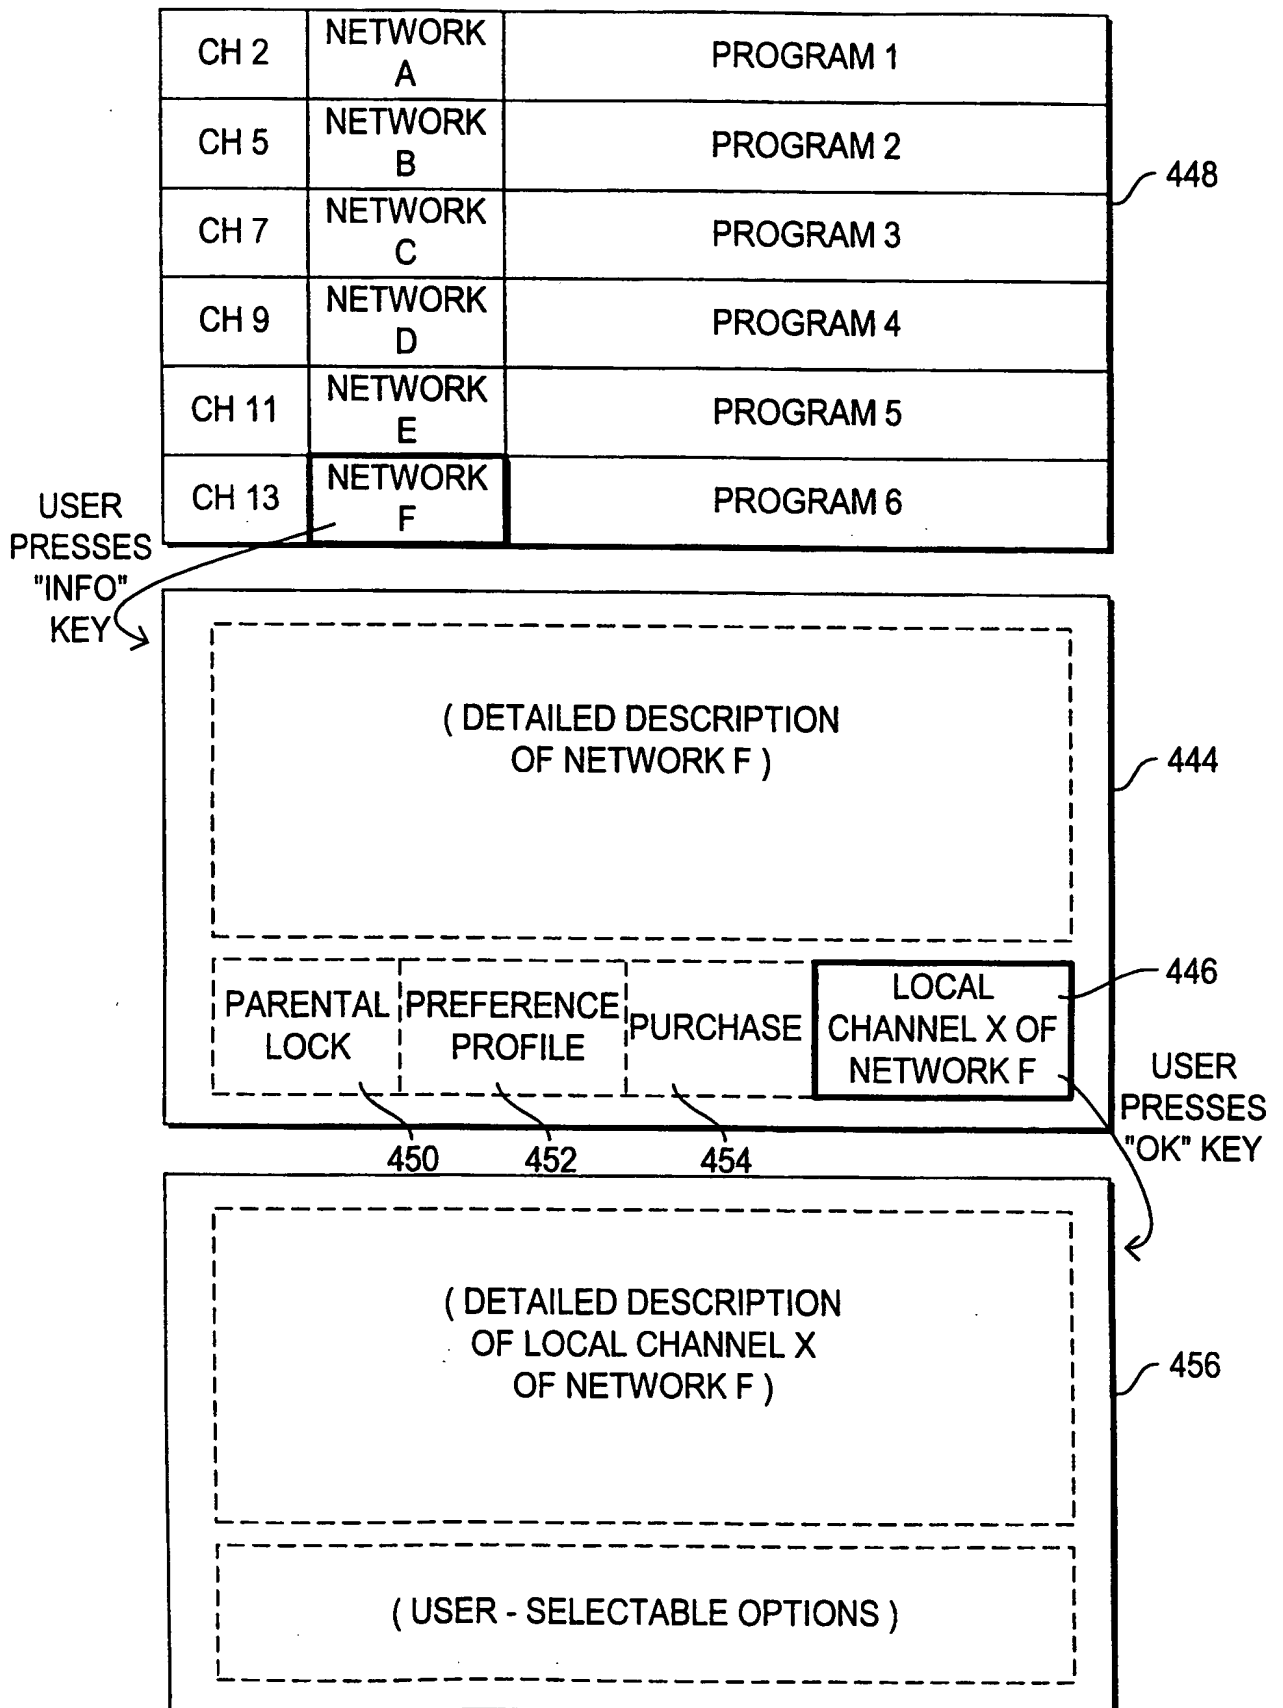 CH 2
NETWORK
A
PROGRAM 1
CH 5
NETWORK
B
PROGRAM 2
448
CH 7
NETWORK
C
PROGRAM 3
CH 9
NETWORK
D
PROGRAM 4
CH 11
NETWORK
E
PROGRAM 5
CH 13
NETWORK
F
PROGRAM 6
USER
PRESSES
"INFO"
KEY
( DETAILED DESCRIPTION
OF NETWORK F )
444
PARENTAL
LOCK
PREFERENCE
PROFILE
PURCHASE
LOCAL
CHANNEL X OF
NETWORK F
446
USER
PRESSES
"OK" KEY
450
452
454
( DETAILED DESCRIPTION
OF LOCAL CHANNEL X
OF NETWORK F )
456
( USER - SELECTABLE OPTIONS )